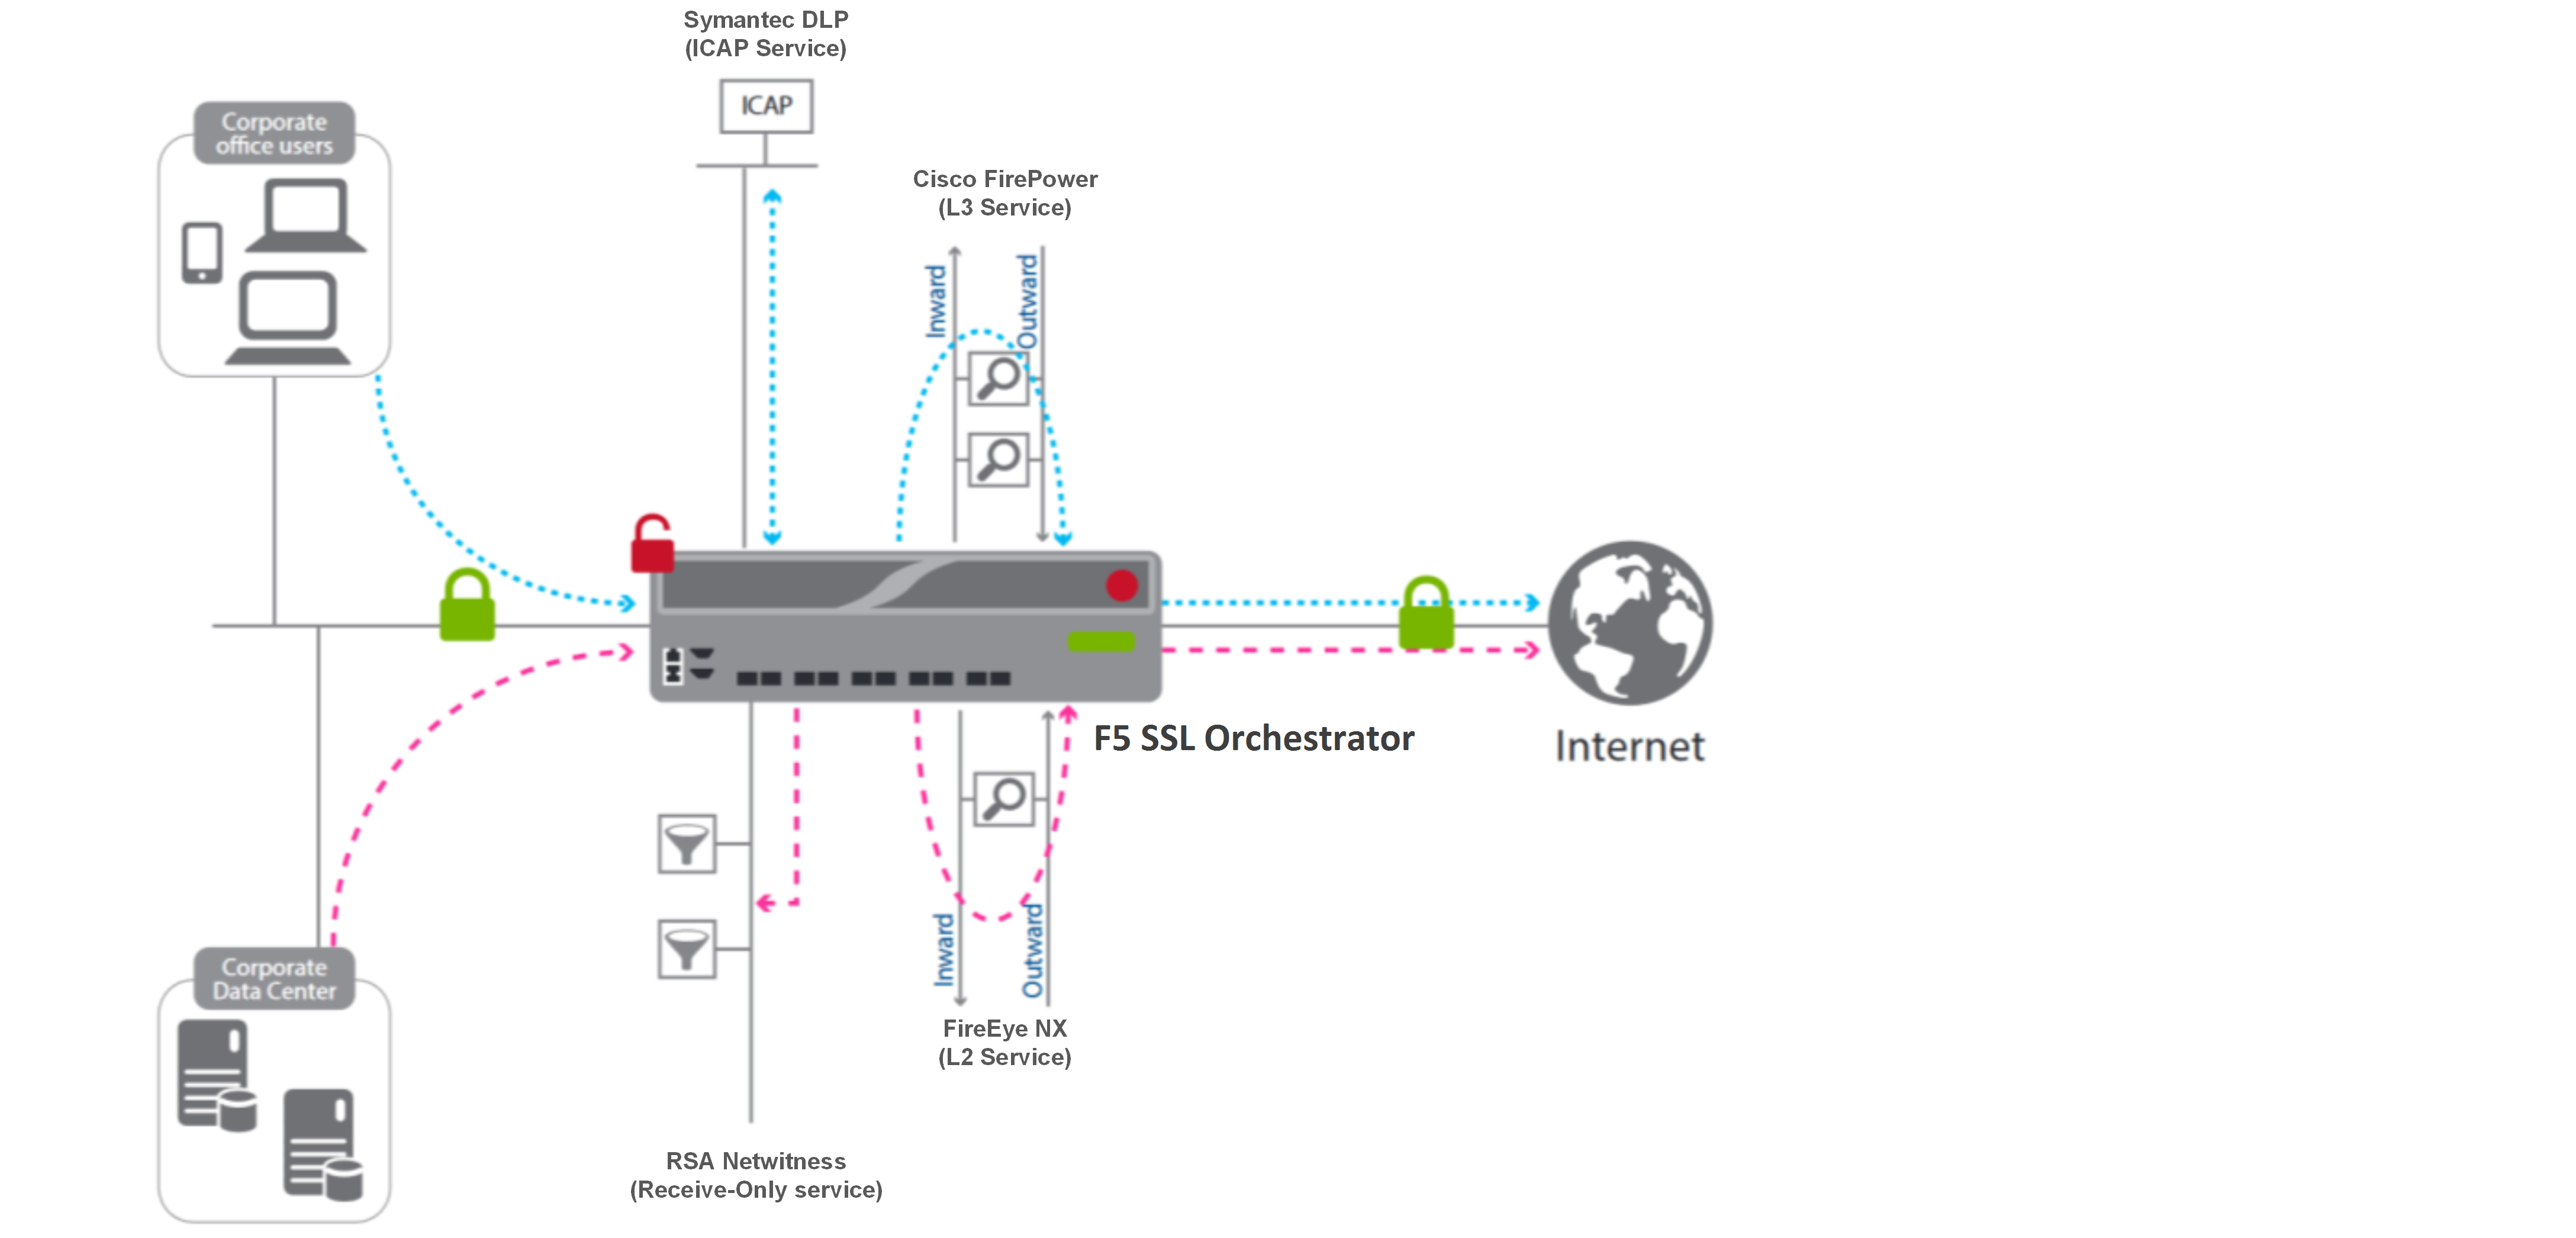 Symantec DLP
(ICAP Service)
ICAP
Corporate
office users
Cisco FirePower
(L3 Service)
Inward
Outward
F5 SSL Orchestrator
Internet
Inward
Outward
FireEye NX
(L2 Service)
Corporate
Data Center
RSA Netwitness
(Receive-Only service)